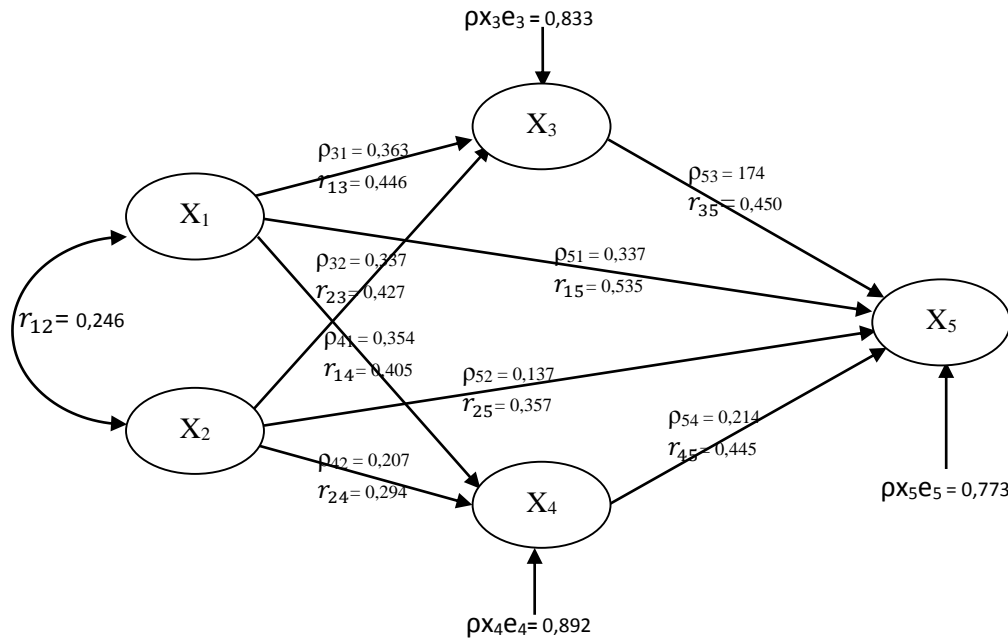 ρx₃e₃ = 0,833
X₃
ρ₃₁ = 0,363
r₁₃ = 0,446
ρ₅₃ = 174
r₃₅ = 0,450
X₁
ρ₃₂ = 0,337
r₂₃ = 0,427
ρ₅₁ = 0,337
r₁₅ = 0,535
r₁₂ = 0,246
X₅
ρ₄₁ = 0,354
r₁₄ = 0,405
ρ₅₂ = 0,137
r₂₅ = 0,357
X₂
ρ₅₄ = 0,214
r₄₅ = 0,445
ρ₄₂ = 0,207
r₂₄ = 0,294
X₄
ρx₅e₅ = 0,773
ρx₄e₄ = 0,892